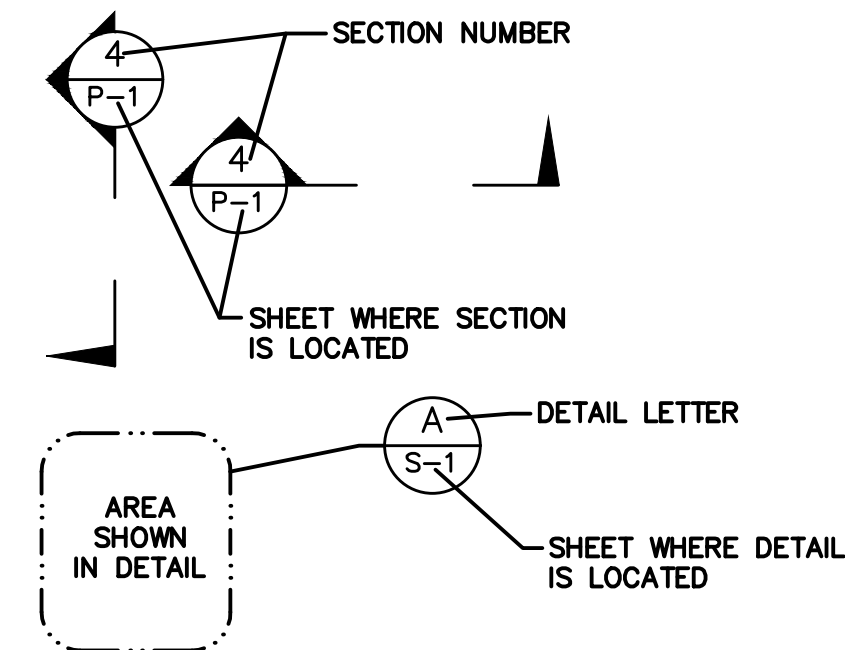 SECTION NUMBER
4
P-1
4
P-1
SHEET WHERE SECTION
IS LOCATED
A
DETAIL LETTER
S-1
AREA
SHOWN
IN DETAIL
SHEET WHERE DETAIL
IS LOCATED